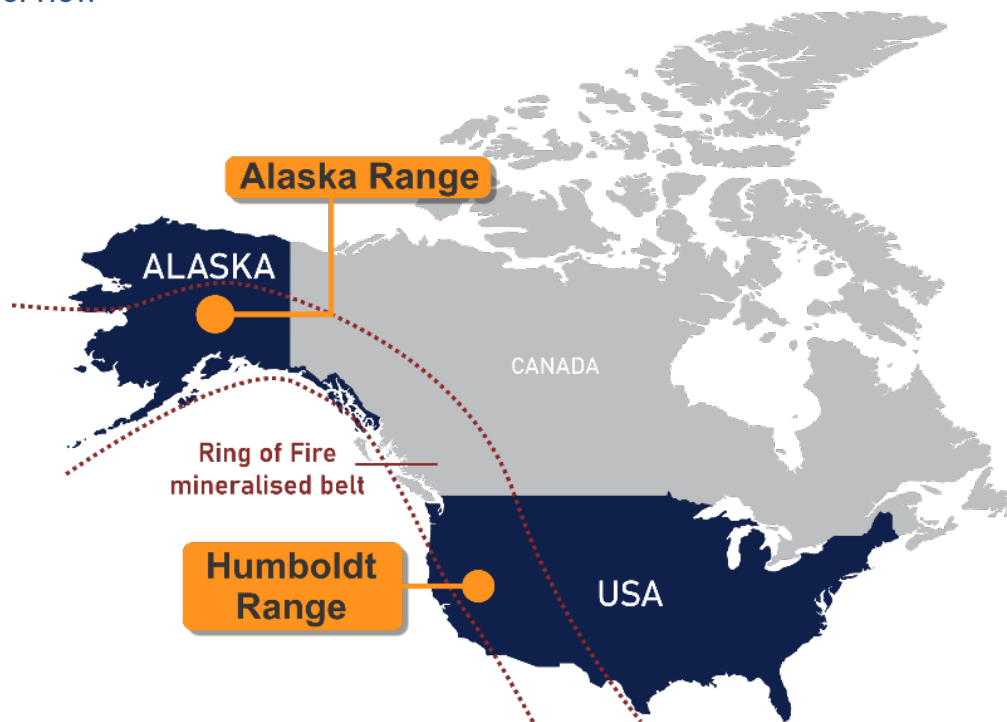 Alaska Range
ALASKA
CANADA
Ring of Fire
mineralised belt
Humboldt
Range
USA